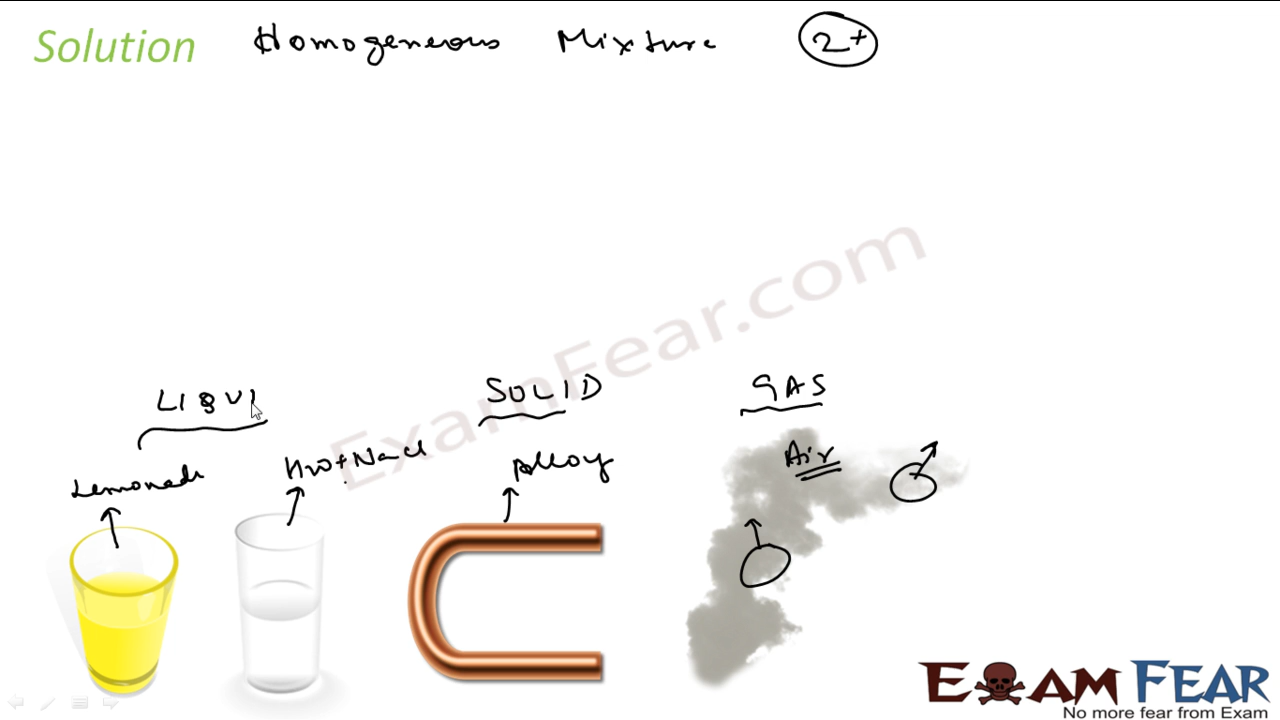 Solution Homogeneous Mixture 2+
LIQUI SOLID GAS
Lemonade H2O+Nacl Alloy Air
ExamFear.com
EXAM FEAR
No more fear from Exam